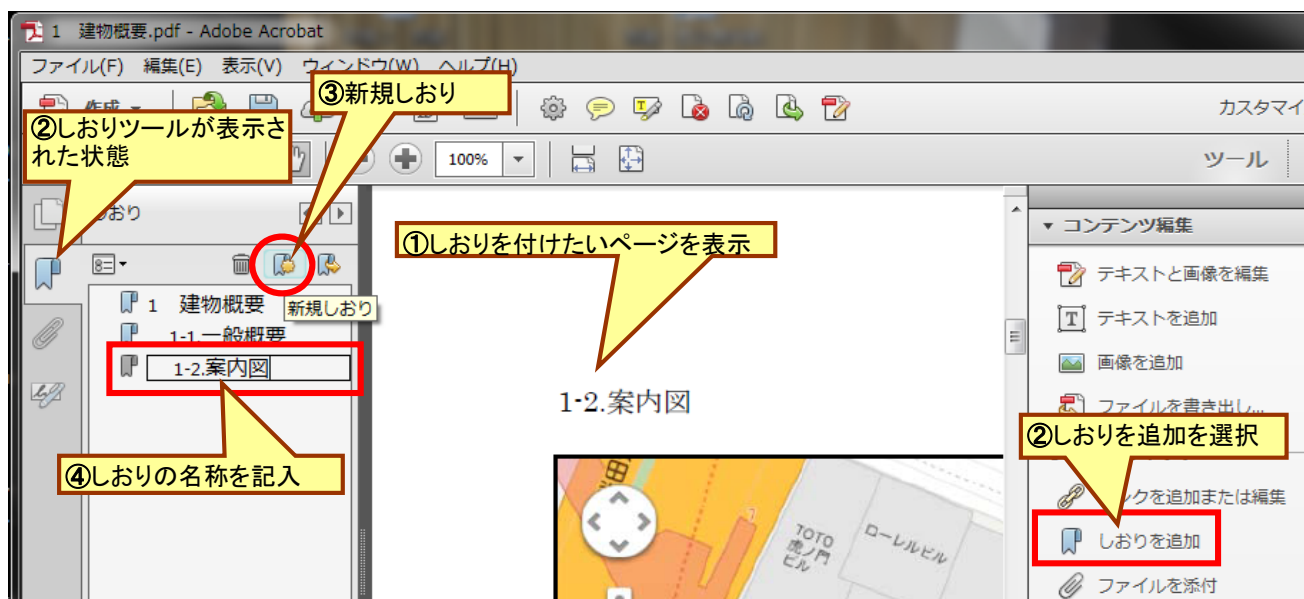 1 建物概要.pdf - Adobe Acrobat
ファイル(F) 編集(E) 表示(V) ウィンドウ(W) ヘルプ(H)
作成
③新規しおり
カスタマイ
②しおりツールが表示さ
れた状態
100%
ツール
しおり
①しおりを付けたいページを表示
コンテンツ編集
テキストと画像を編集
1 建物概要
新規しおり
テキストを追加
1-1.一般概要
1-2.案内図
画像を追加
1-2.案内図
ファイルを書き出し...
②しおりを追加を選択
④しおりの名称を記入
リンクを追加または編集
TOTO
虎ノ門
ビル
ローレルビル
しおりを追加
ファイルを添付